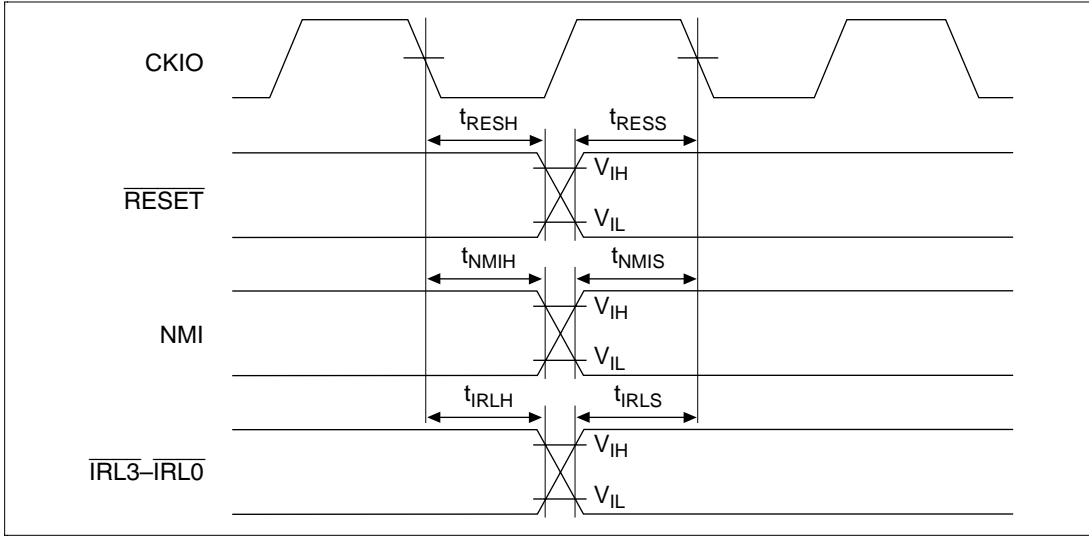 CKIO
tRESH tRESS
RESET
VIH
VIL
tNMIH tNMIS
NMI
VIH
VIL
tIRLH tIRLS
IRL3–IRL0
VIH
VIL